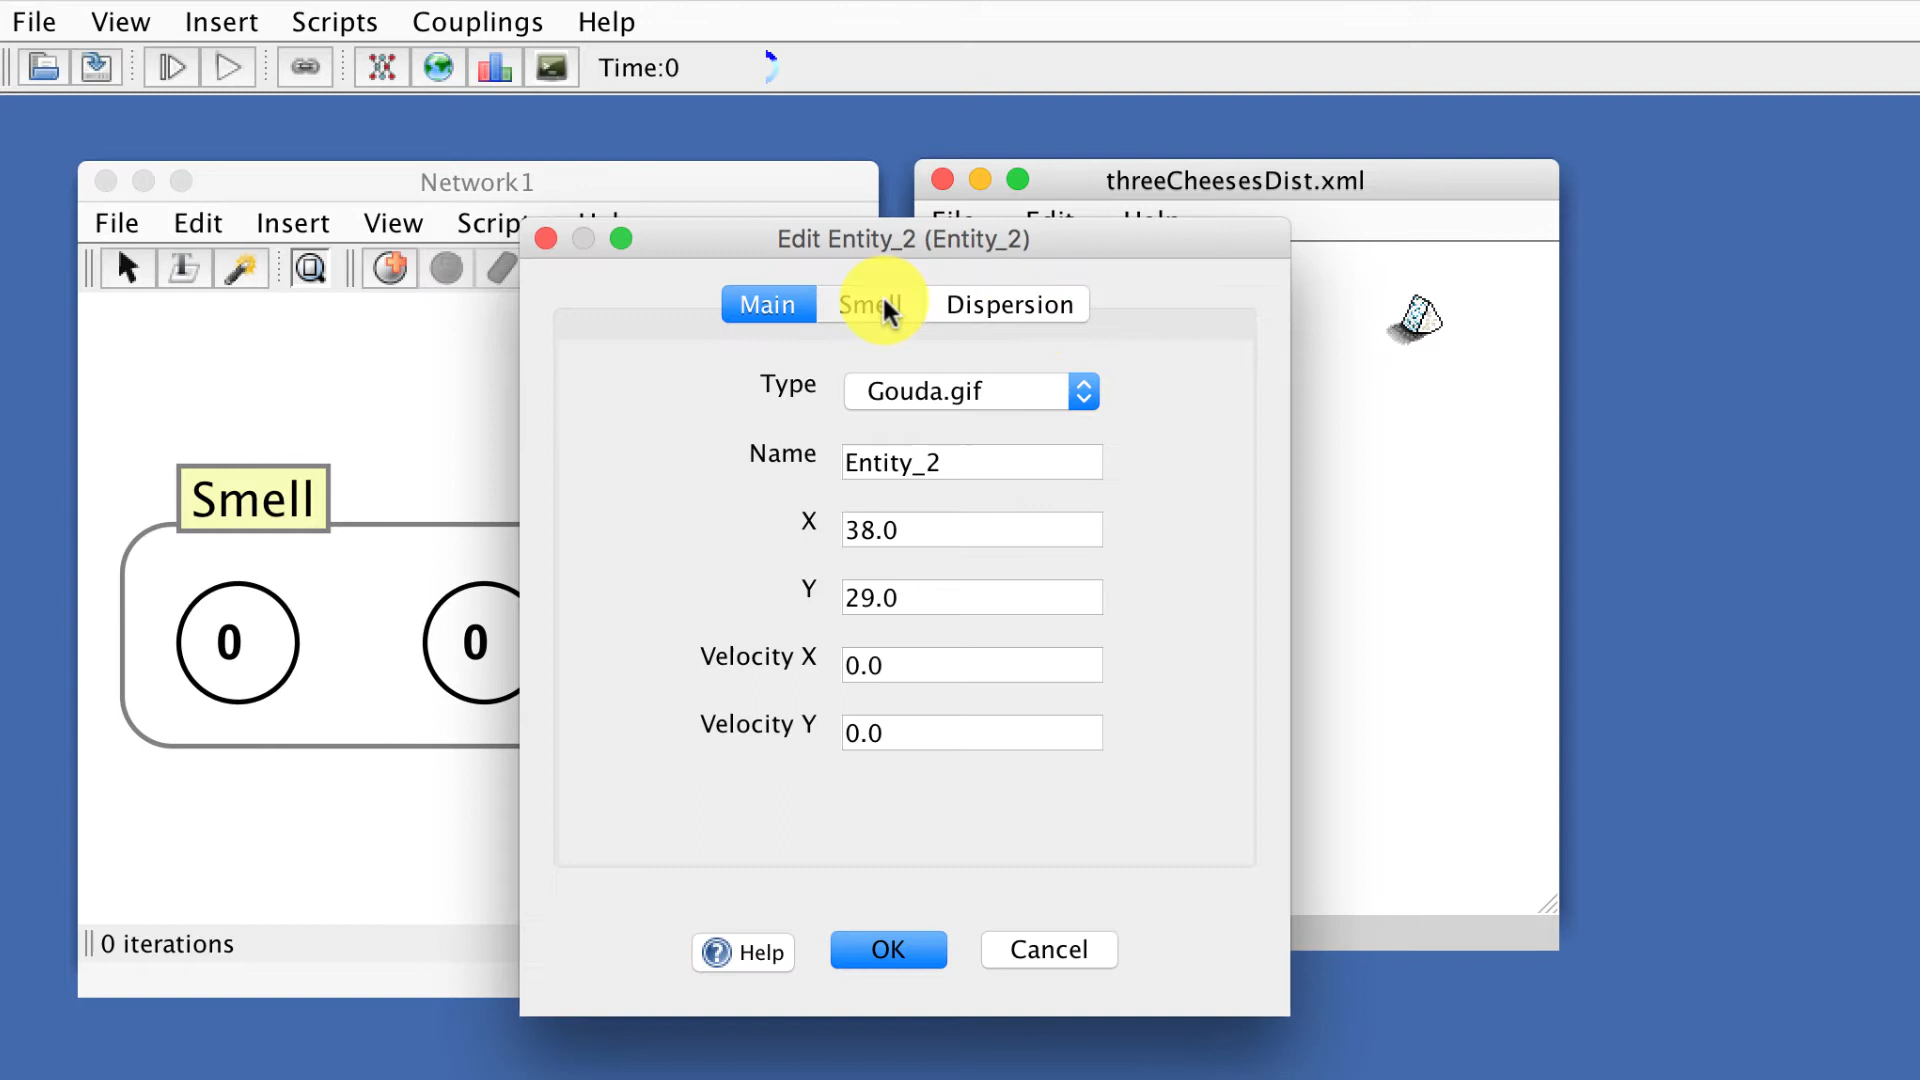 File View Insert Scripts Couplings Help
Time:0
Network1
File Edit Insert View
threeCheesesDist.xml
Edit Entity_2 (Entity_2)
Main Smell Dispersion
Type Gouda.gif
Name Entity_2
X 38.0
Y 29.0
Velocity X 0.0
Velocity Y 0.0
Smell
0 0
0 iterations
Help OK Cancel